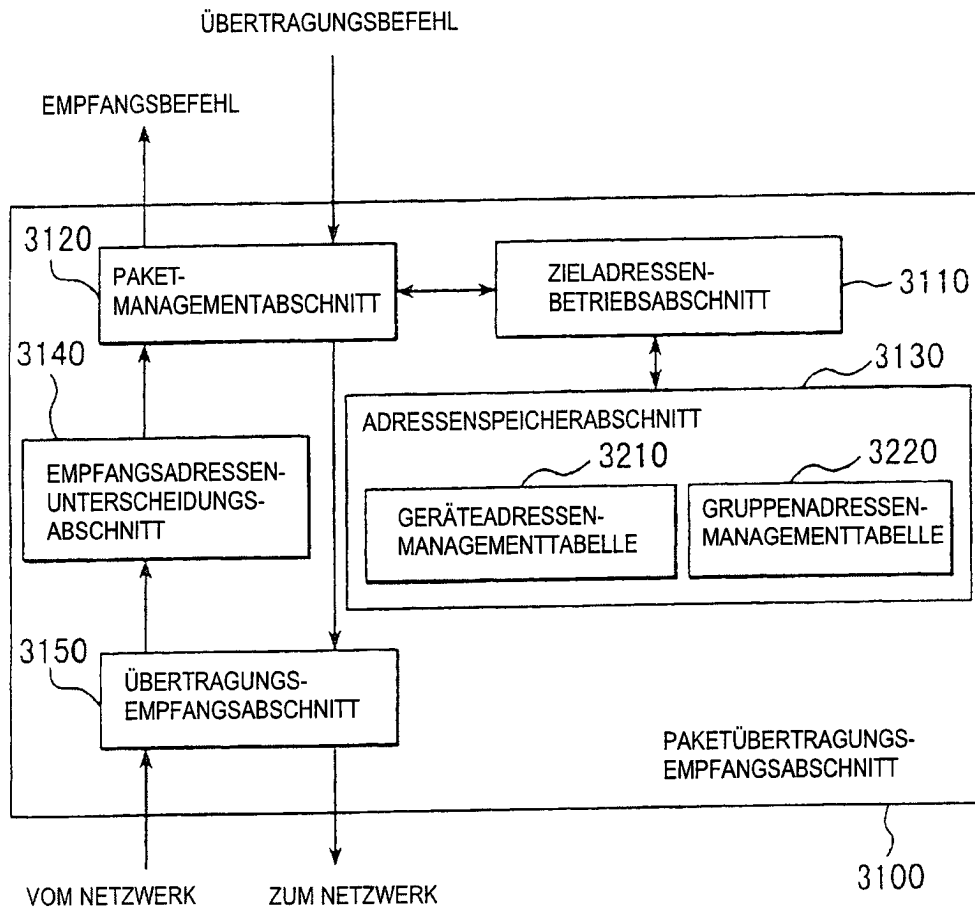 ÜBERTRAGUNGSBEFEHL
EMPFANGSBEFEHL
3120
PAKET-
MANAGEMENTABSCHNITT
ZIELADRESSEN-
BETRIEBSABSCHNITT
3110
3140
3130
ADRESSENSPEICHERABSCHNITT
EMPFANGSADRESSEN-
UNTERSCHEIDUNGS-
ABSCHNITT
3210
GERÄTEADRESSEN-
MANAGEMENTTABELLE
3220
GRUPPENADRESSEN-
MANAGEMENTTABELLE
3150
ÜBERTRAGUNGS-
EMPFANGSABSCHNITT
PAKETÜBERTRAGUNGS-
EMPFANGSABSCHNITT
3100
VOM NETZWERK
ZUM NETZWERK